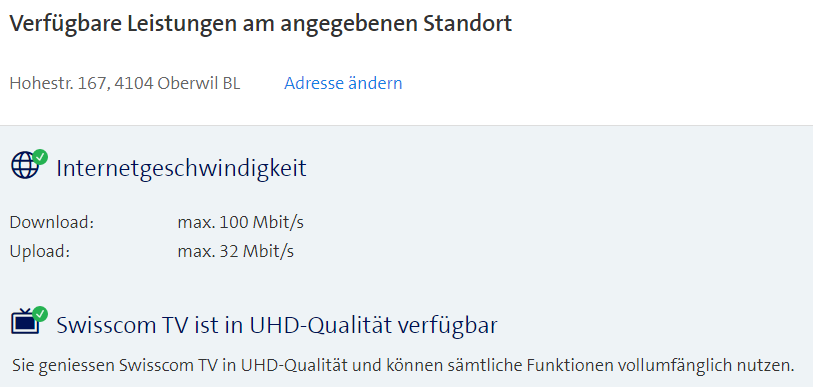 Verfügbare Leistungen am angegebenen Standort
Hohestr. 167, 4104 Oberwil BL Adresse ändern
Internetgeschwindigkeit
Download: max. 100 Mbit/s
Upload: max. 32 Mbit/s
Swisscom TV ist in UHD-Qualität verfügbar
Sie geniessen Swisscom TV in UHD-Qualität und können sämtliche Funktionen vollumfänglich nutzen.